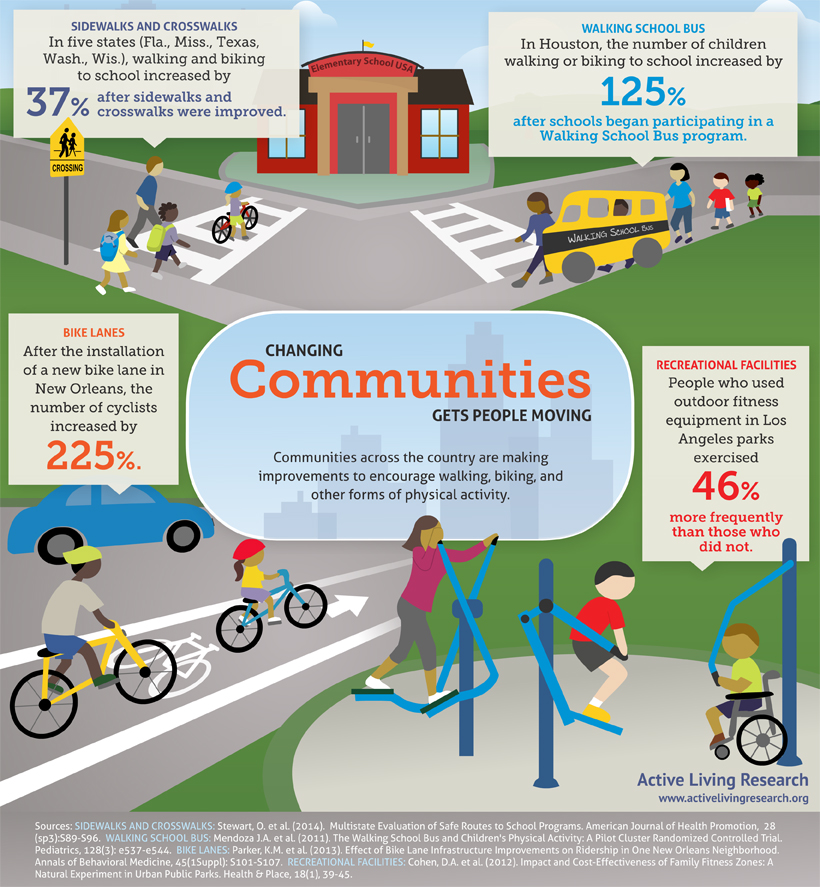 SIDEWALKS AND CROSSWALKS
In five states (Fla., Miss., Texas,
Wash., Wis.), walking and biking
to school increased by
37% after sidewalks and
crosswalks were improved.
WALKING SCHOOL BUS
In Houston, the number of children
walking or biking to school increased by
125%
after schools began participating in a
Walking School Bus program.
Elementary School USA
CROSSING
WALKING SCHOOL BUS
BIKE LANES
After the installation
of a new bike lane in
New Orleans, the
number of cyclists
increased by
225%.
CHANGING
Communities
GETS PEOPLE MOVING
Communities across the country are making
improvements to encourage walking, biking, and
other forms of physical activity.
RECREATIONAL FACILITIES
People who used
outdoor fitness
equipment in Los
Angeles parks
exercised
46%
more frequently
than those who
did not.
Active Living Research
www.activelivingresearch.org
Sources: SIDEWALKS AND CROSSWALKS: Stewart, O. et al. (2014). Multistate Evaluation of Safe Routes to School Programs. American Journal of Health Promotion, 28
(sp3):S89-S96. WALKING SCHOOL BUS: Mendoza J.A. et al. (2011). The Walking School Bus and Children's Physical Activity: A Pilot Cluster Randomized Controlled Trial.
Pediatrics, 128(3): e537-e544. BIKE LANES: Parker, K.M. et al. (2013). Effect of Bike Lane Infrastructure Improvements on Ridership in One New Orleans Neighborhood.
Annals of Behavioral Medicine, 45(1Suppl): S101-S107. RECREATIONAL FACILITIES: Cohen, D.A. et al. (2012). Impact and Cost-Effectiveness of Family Fitness Zones: A
Natural Experiment in Urban Public Parks. Health & Place, 18(1), 39-45.